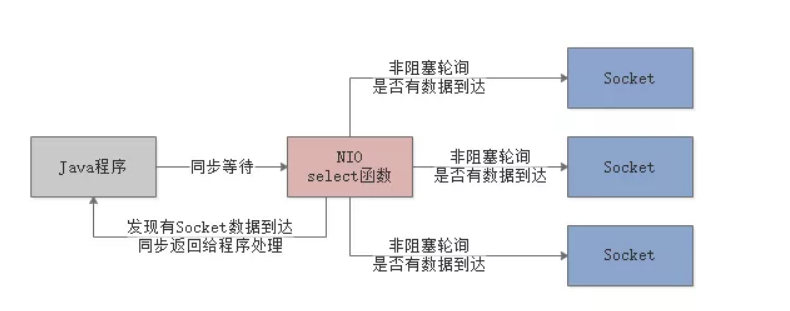 非阻塞轮询
是否有数据到达
Socket
Java程序
同步等待
NIO
select函数
非阻塞轮询
是否有数据到达
Socket
发现有Socket数据到达
同步返回给程序处理
非阻塞轮询
是否有数据到达
Socket